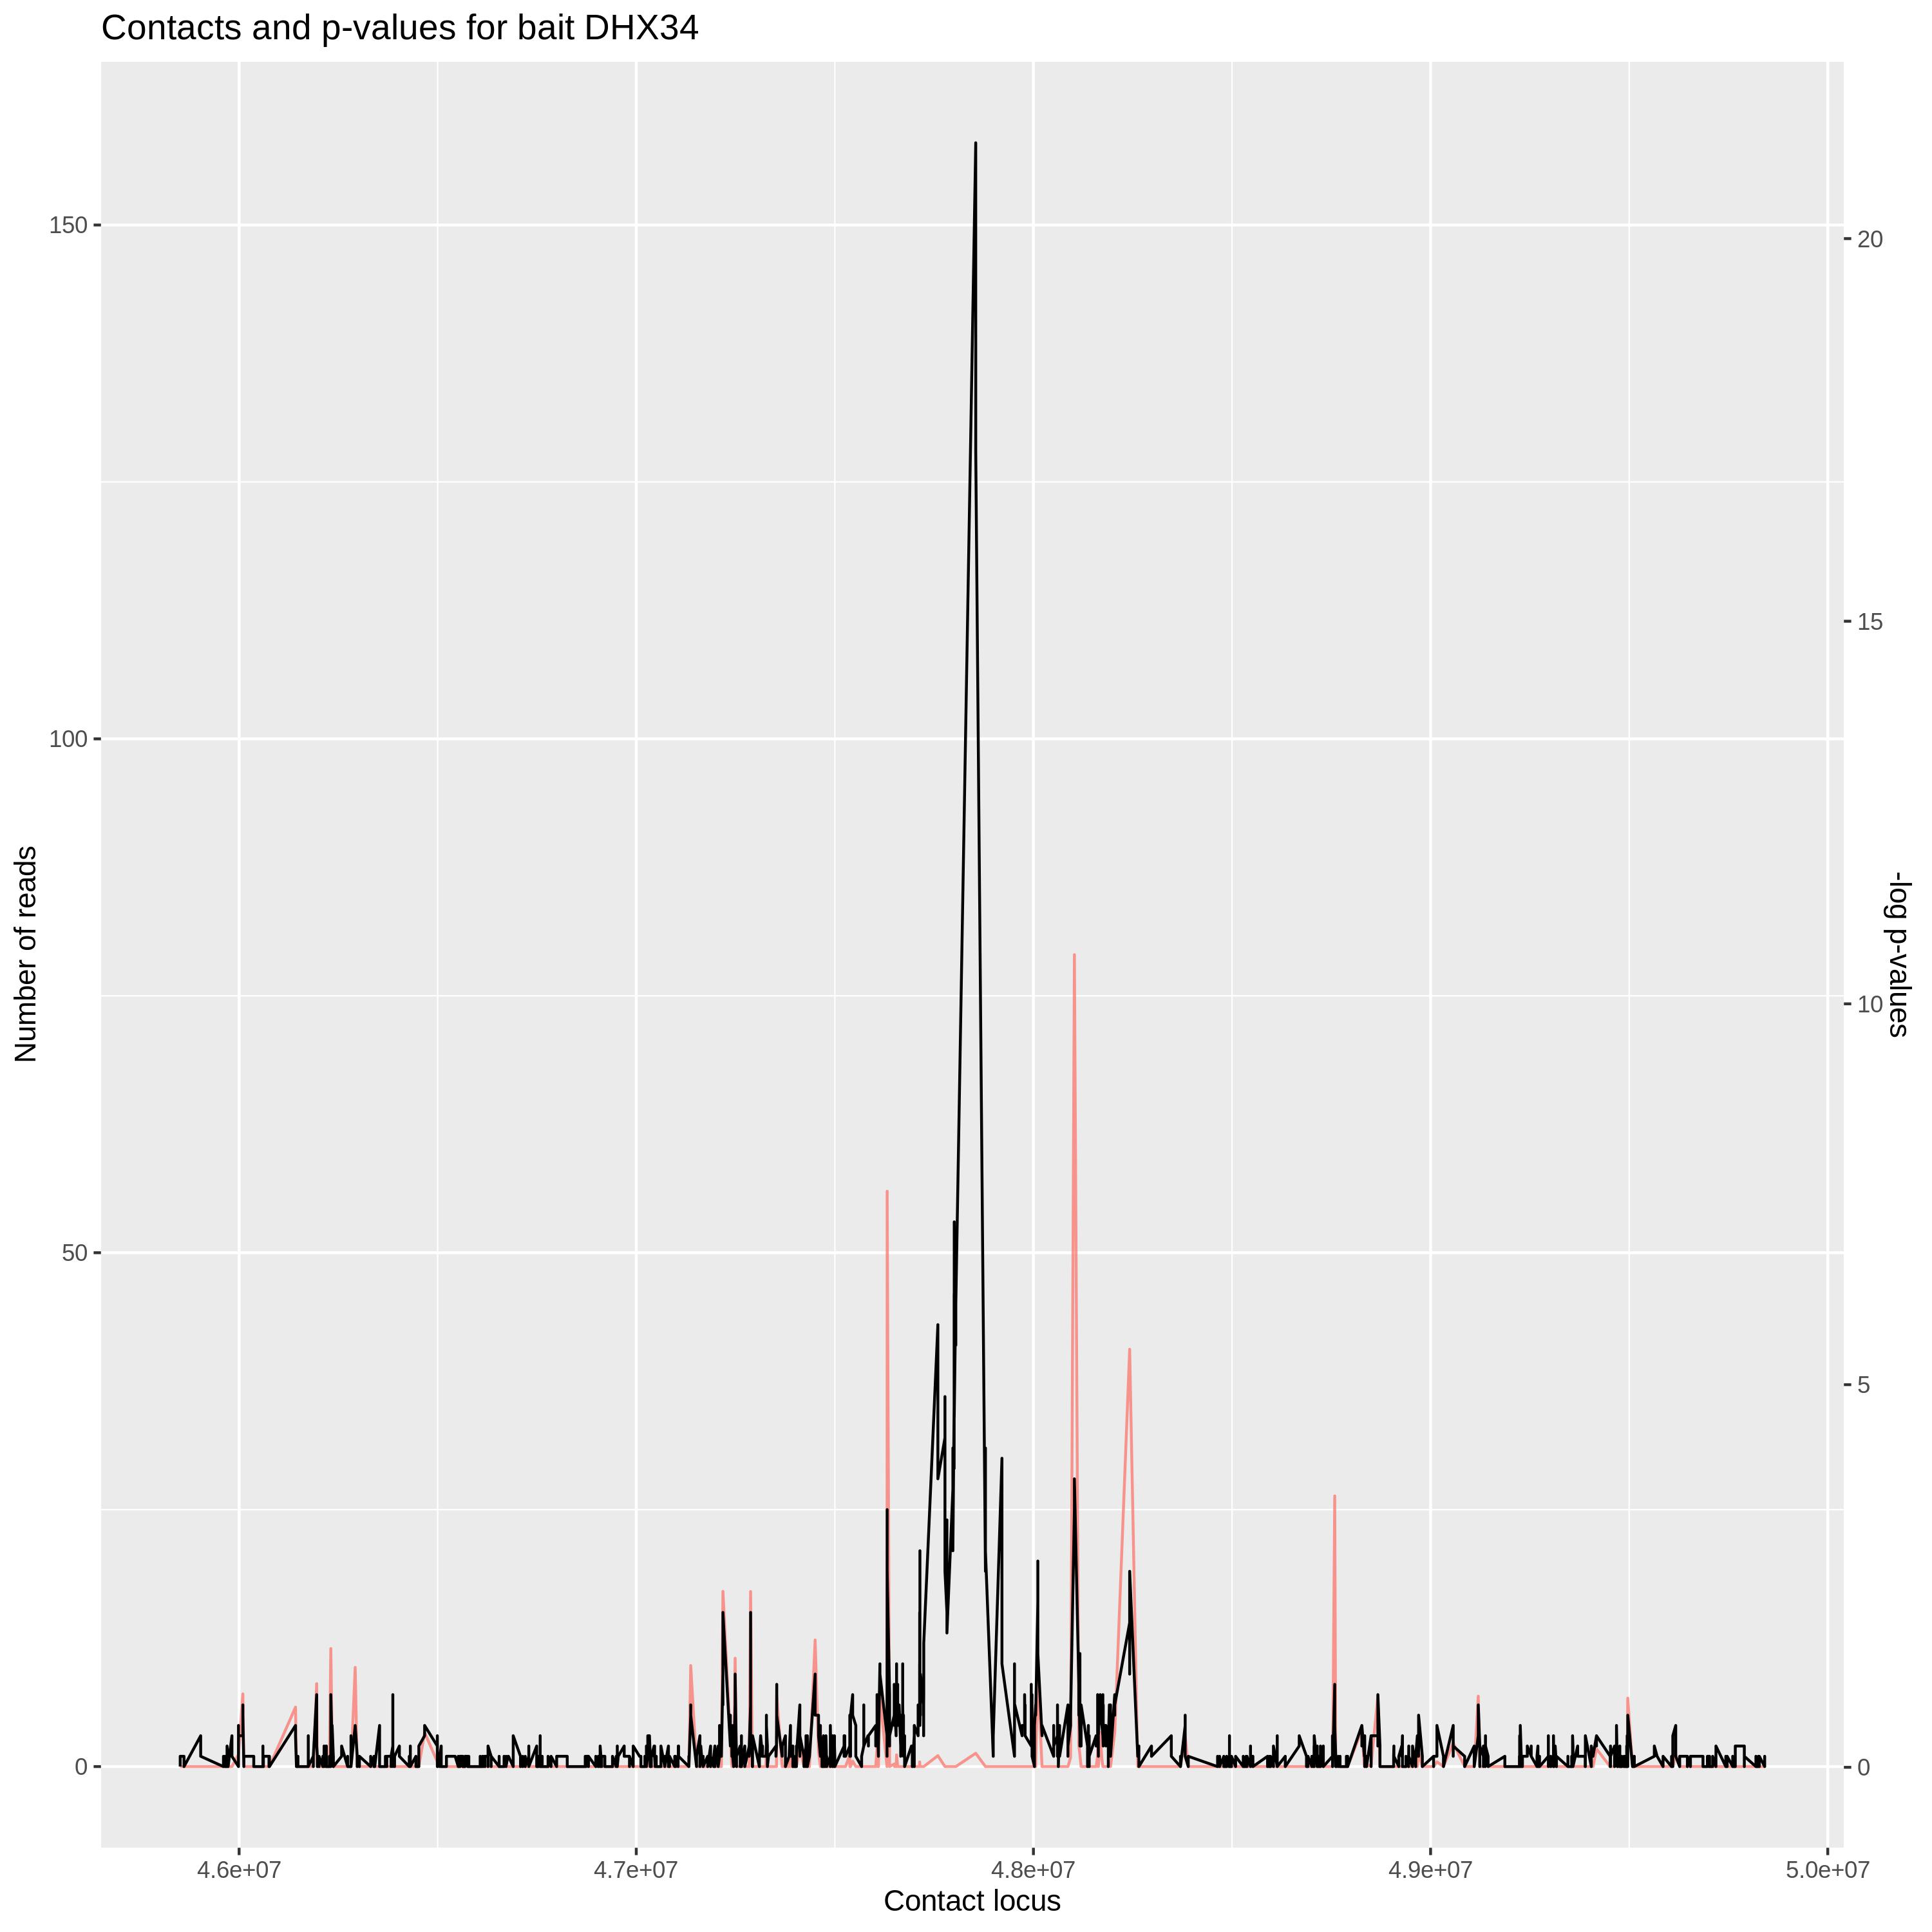 Contacts and p-values for bait DHX34
150
100
50
0
Number of reads
20
15
10
5
0
-log p-values
4.6e+07
4.7e+07
4.8e+07
4.9e+07
5.0e+07
Contact locus